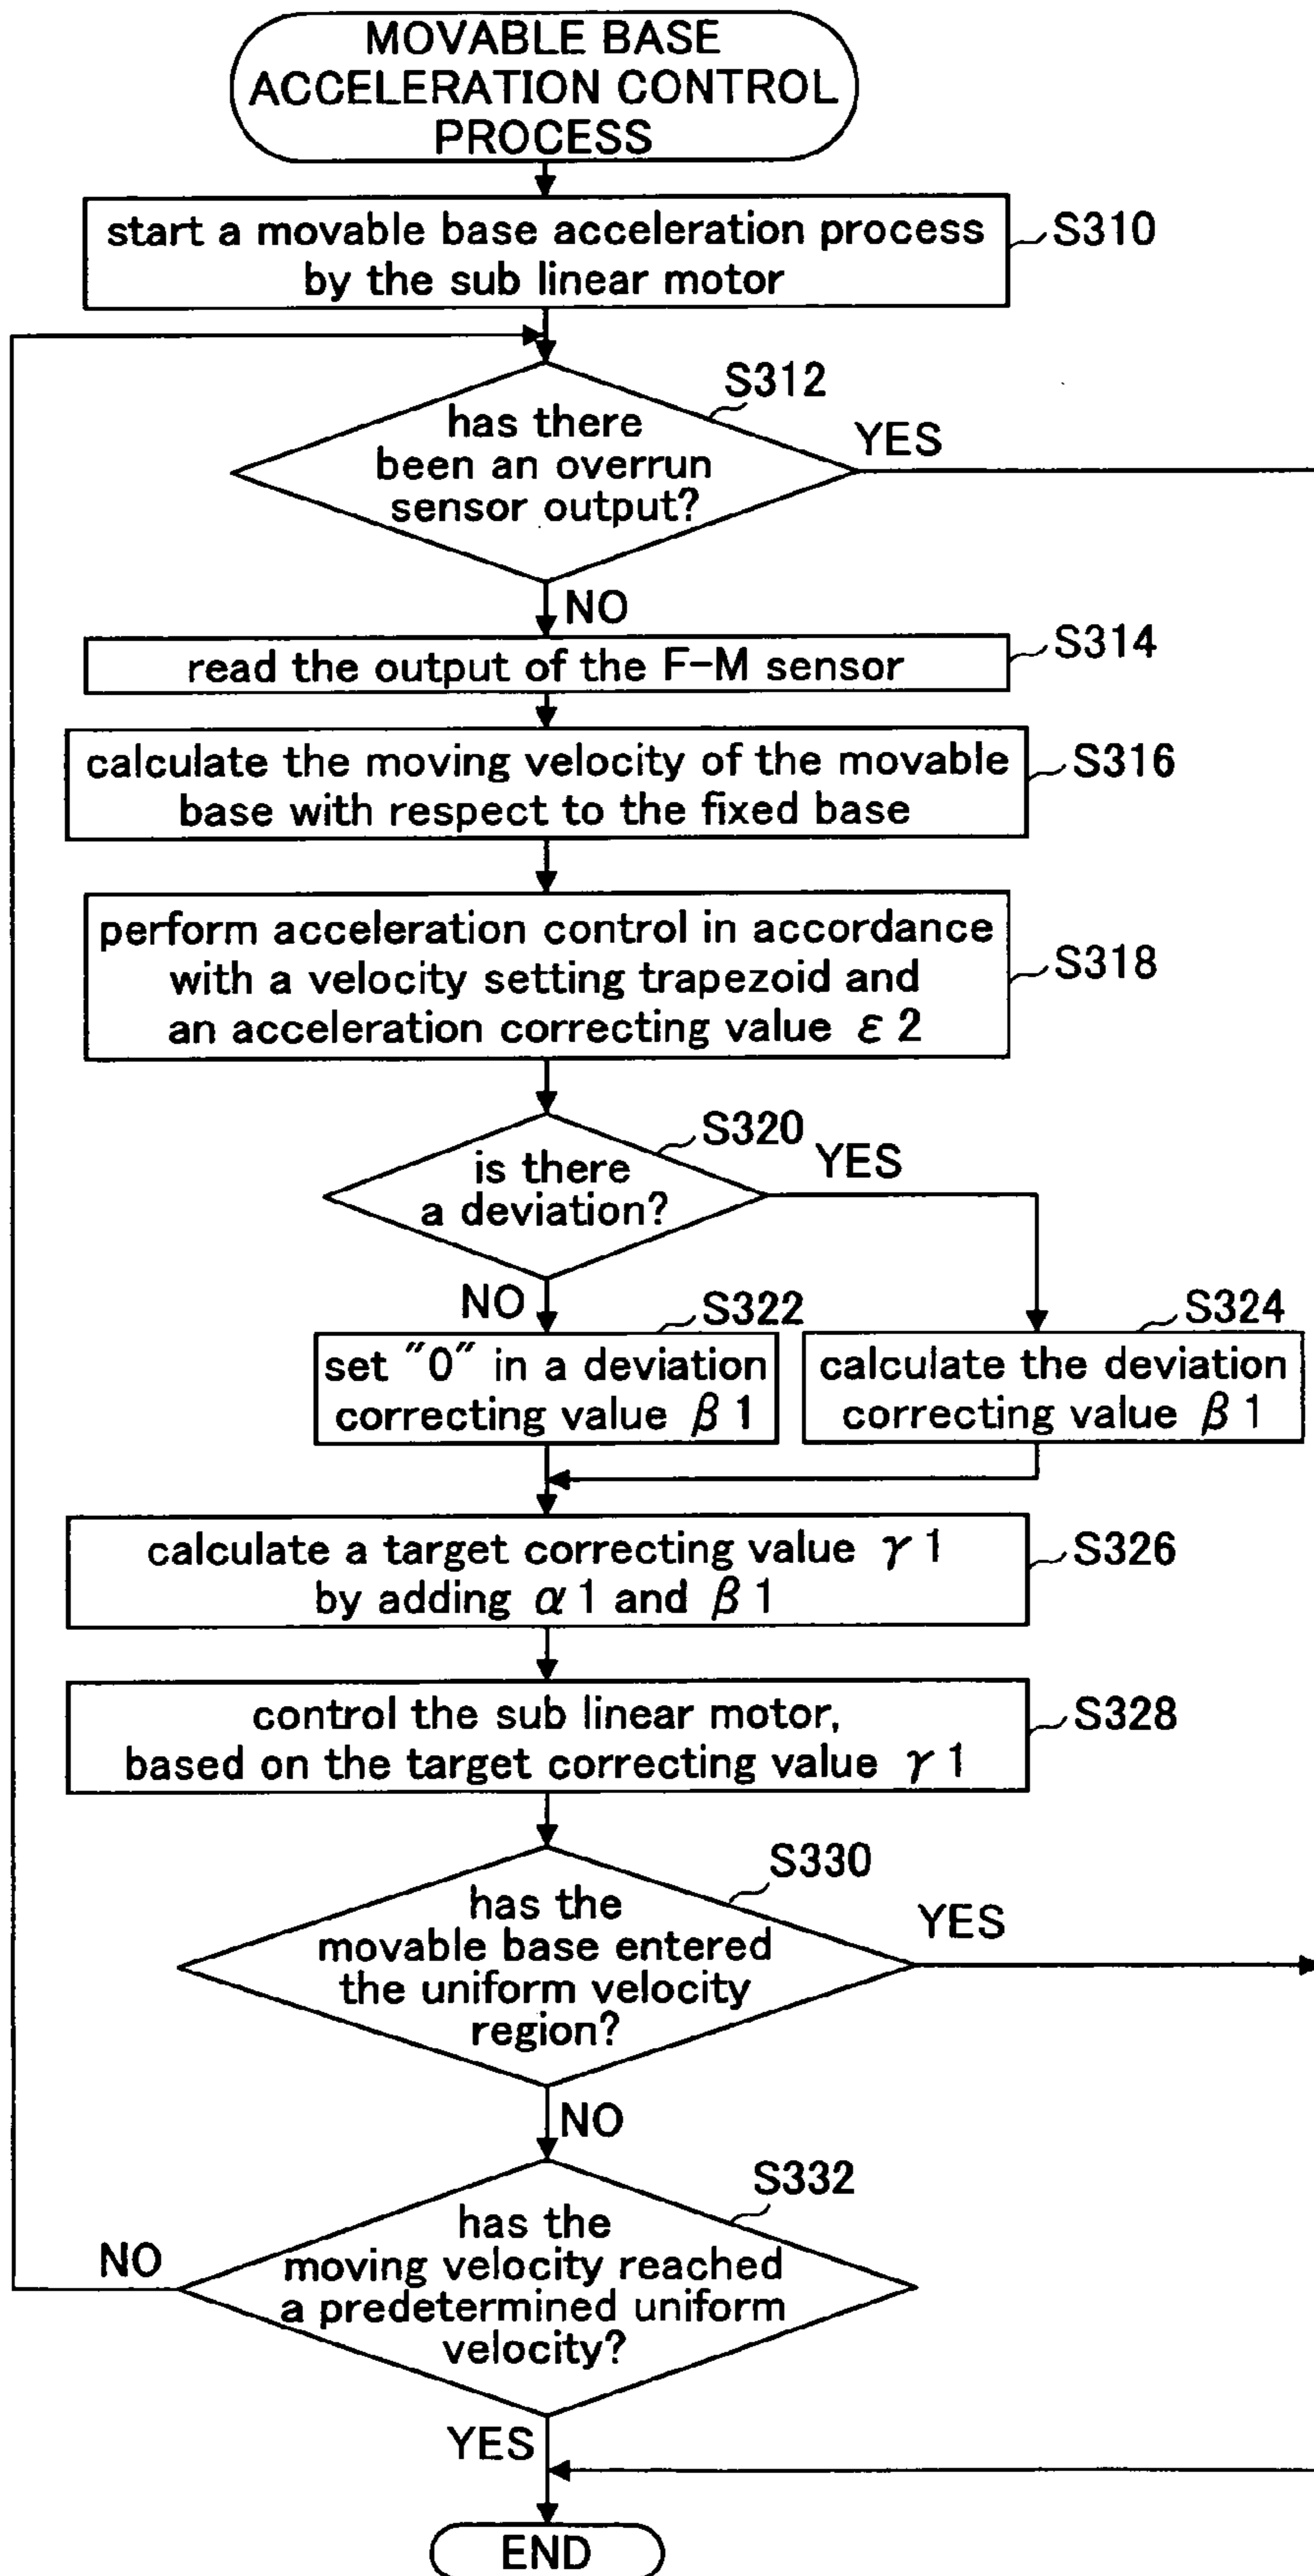 MOVABLE BASE
ACCELERATION CONTROL
PROCESS
start a movable base acceleration process
by the sub linear motor
S310
S312
has there
been an overrun
sensor output?
YES
NO
read the output of the F-M sensor
S314
calculate the moving velocity of the movable
base with respect to the fixed base
S316
perform acceleration control in accordance
with a velocity setting trapezoid and
an acceleration correcting value ε2
S318
S320
is there
a deviation?
YES
NO
S322
set "0" in a deviation
correcting value β1
S324
calculate the deviation
correcting value β1
calculate a target correcting value γ1
by adding α1 and β1
S326
control the sub linear motor,
based on the target correcting value γ1
S328
S330
has the
movable base entered
the uniform velocity
region?
YES
NO
S332
has the
moving velocity reached
a predetermined uniform
velocity?
NO
YES
END